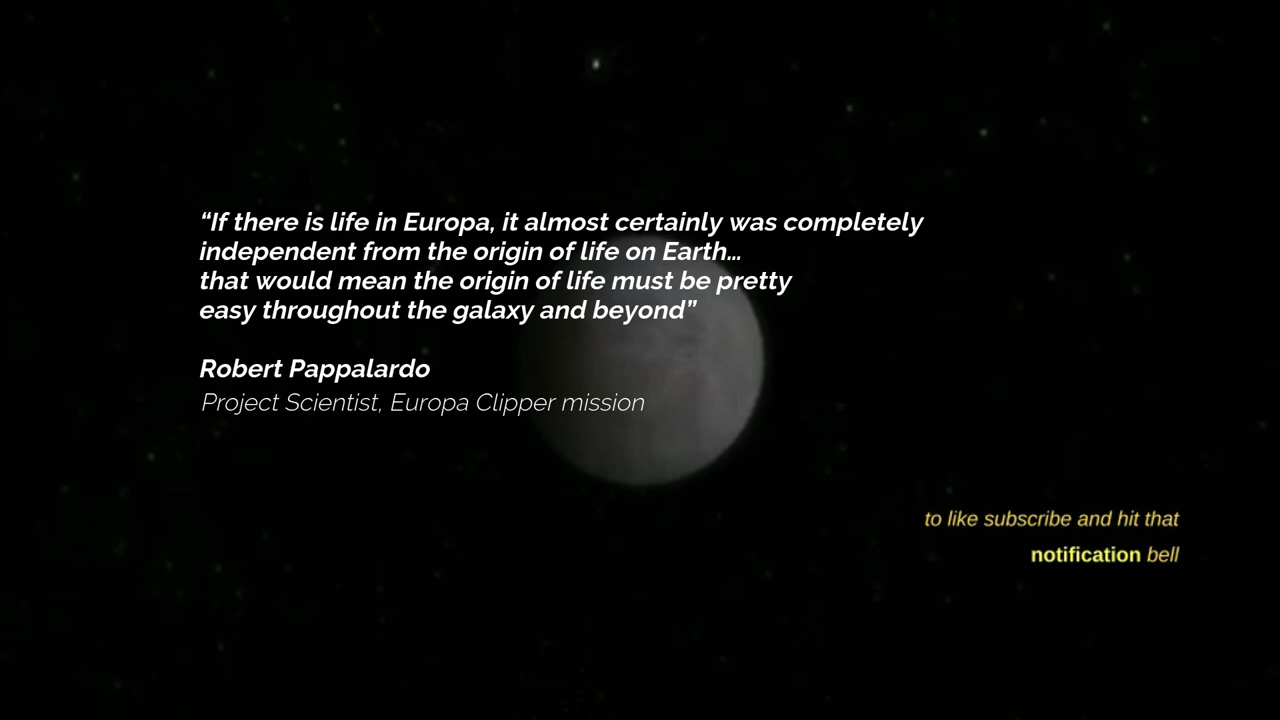 “If there is life in Europa, it almost certainly was completely
independent from the origin of life on Earth...
that would mean the origin of life must be pretty
easy throughout the galaxy and beyond”
Robert Pappalardo
Project Scientist, Europa Clipper mission
to like subscribe and hit that
notification bell